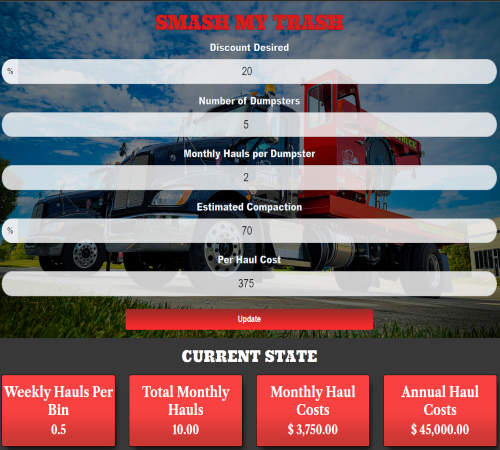 SMASH MY TRASH
Discount Desired
% 20
Number of Dumpsters
5
Monthly Hauls per Dumpster
2
Estimated Compaction
% 70
Per Haul Cost
375
Update
CURRENT STATE
Weekly Hauls Per Bin
0.5
Total Monthly Hauls
10.00
Monthly Haul Costs
$ 3,750.00
Annual Haul Costs
$ 45,000.00